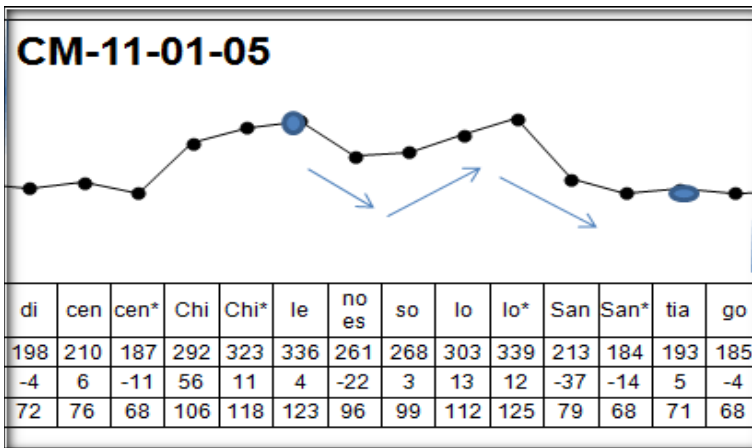 CM-11-01-05
di cen cen* Chi Chi* le no es so lo lo* San San* tia go
198 210 187 292 323 336 261 268 303 339 213 184 193 185
-4 6 -11 56 11 4 -22 3 13 12 -37 -14 5 -4
72 76 68 106 118 123 96 99 112 125 79 68 71 68